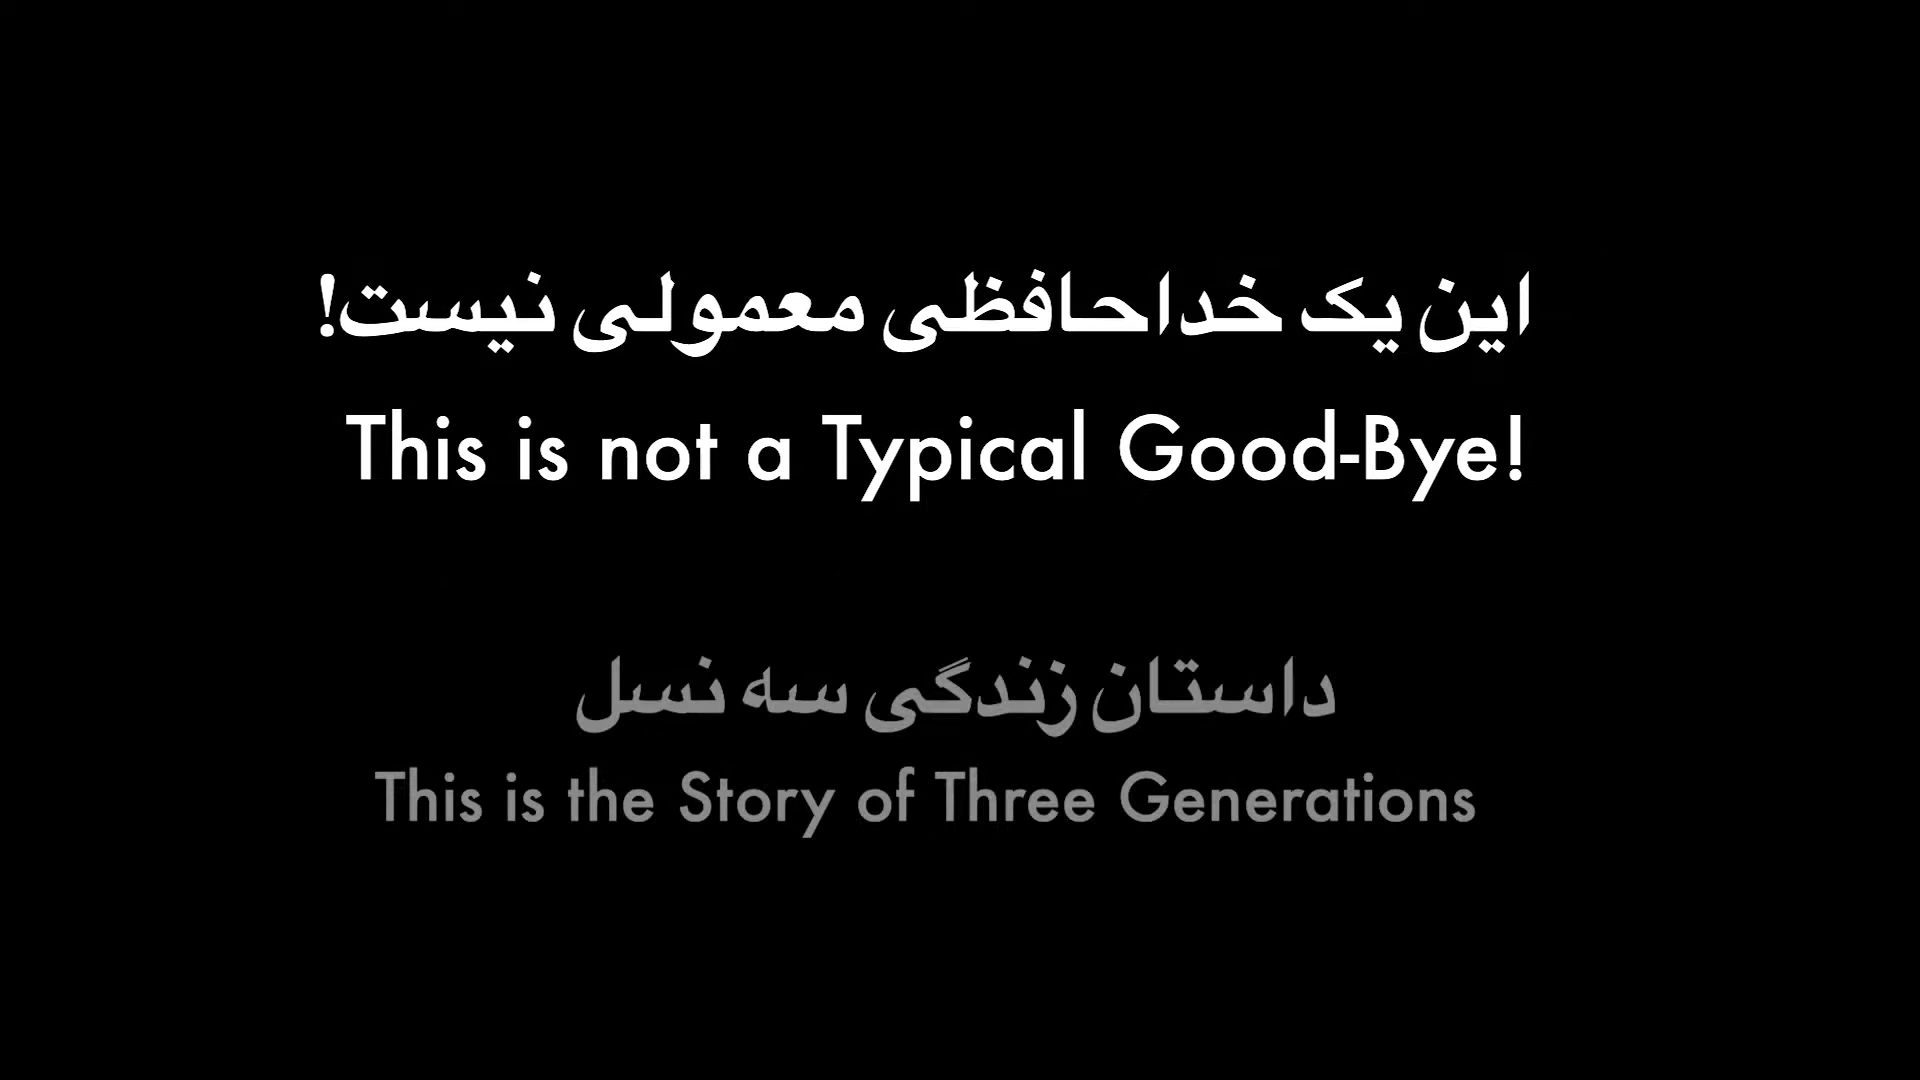 این یک خداحافظی معمولی نیست!
This is not a Typical Good-Bye!
داستان زندگی سه نسل
This is the Story of Three Generations